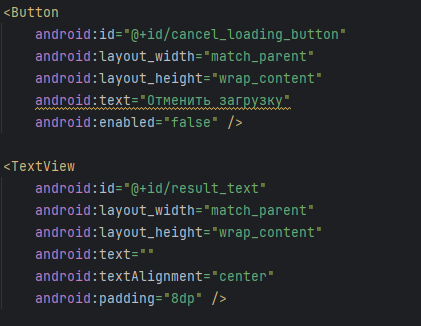 <Button
android:id="@+id/cancel_loading_button"
android:layout_width="match_parent"
android:layout_height="wrap_content"
android:text="Отменить загрузку"
android:enabled="false" />
<TextView
android:id="@+id/result_text"
android:layout_width="match_parent"
android:layout_height="wrap_content"
android:text=""
android:textAlignment="center"
android:padding="8dp" />